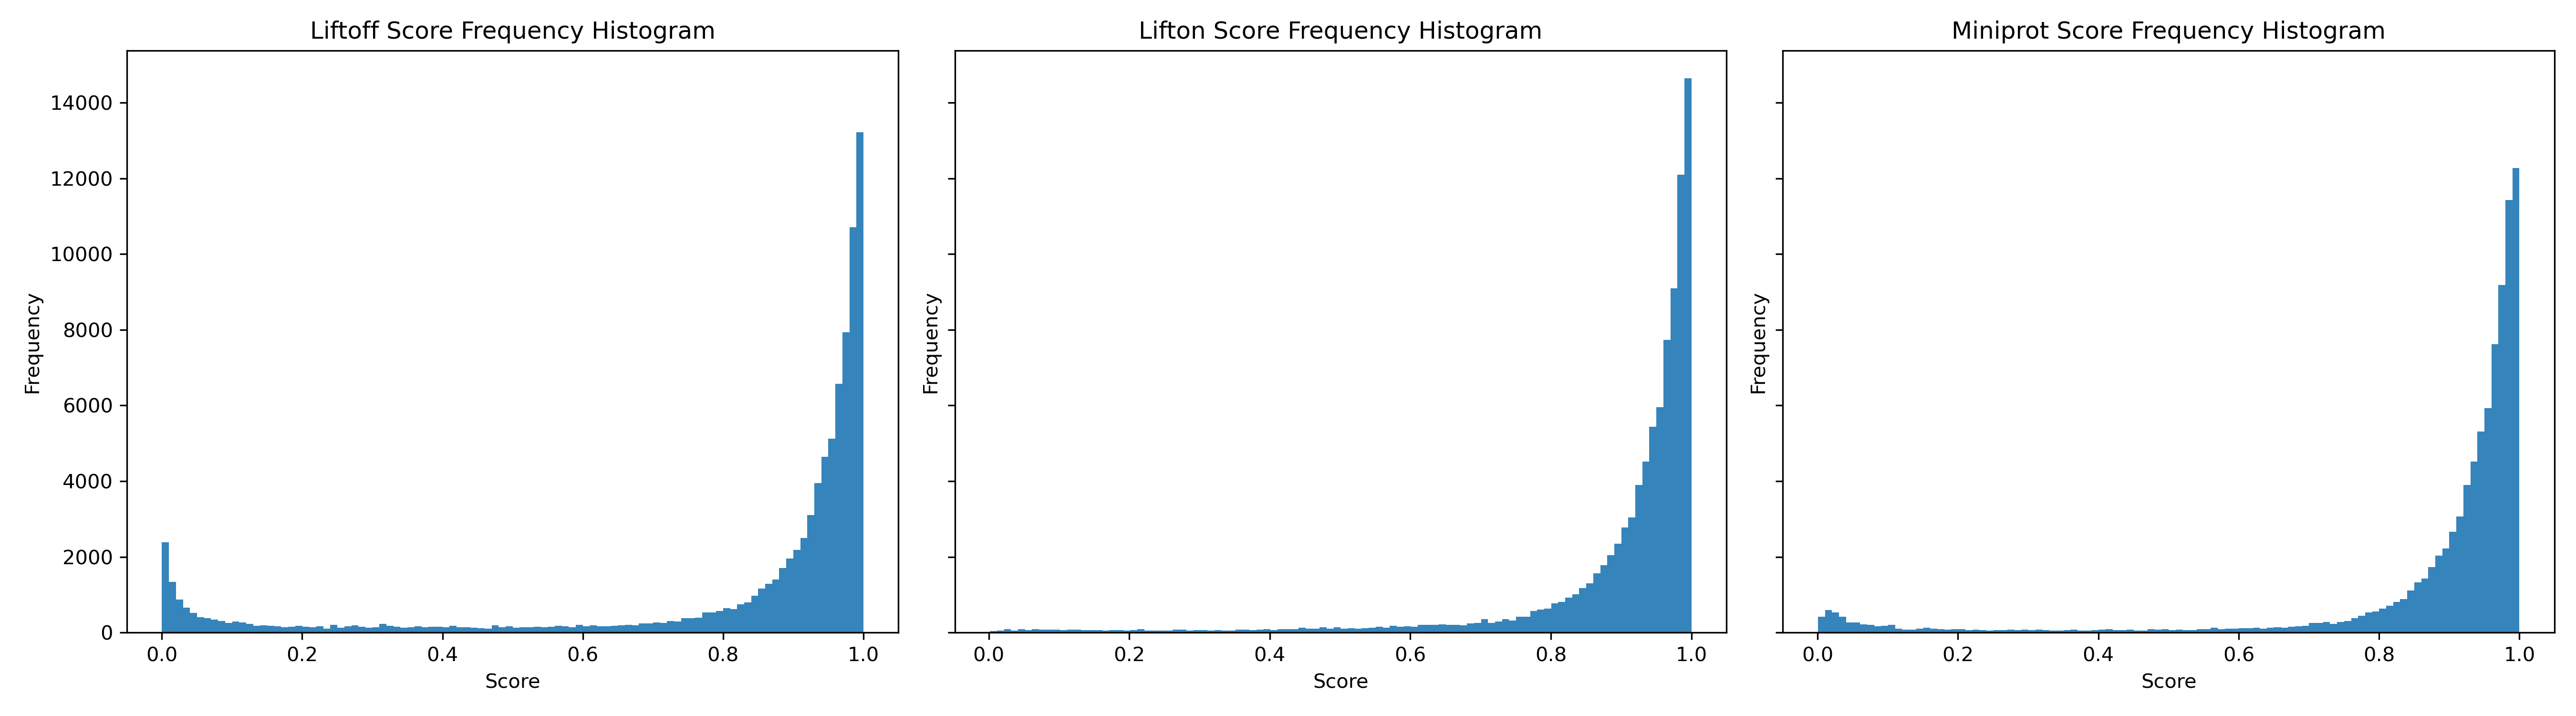 Liftoff Score Frequency Histogram
Frequency
14000
12000
10000
8000
6000
4000
2000
0
0.0 0.2 0.4 0.6 0.8 1.0
Score
Lifton Score Frequency Histogram
Frequency
0.0 0.2 0.4 0.6 0.8 1.0
Score
Miniprot Score Frequency Histogram
Frequency
0.0 0.2 0.4 0.6 0.8 1.0
Score